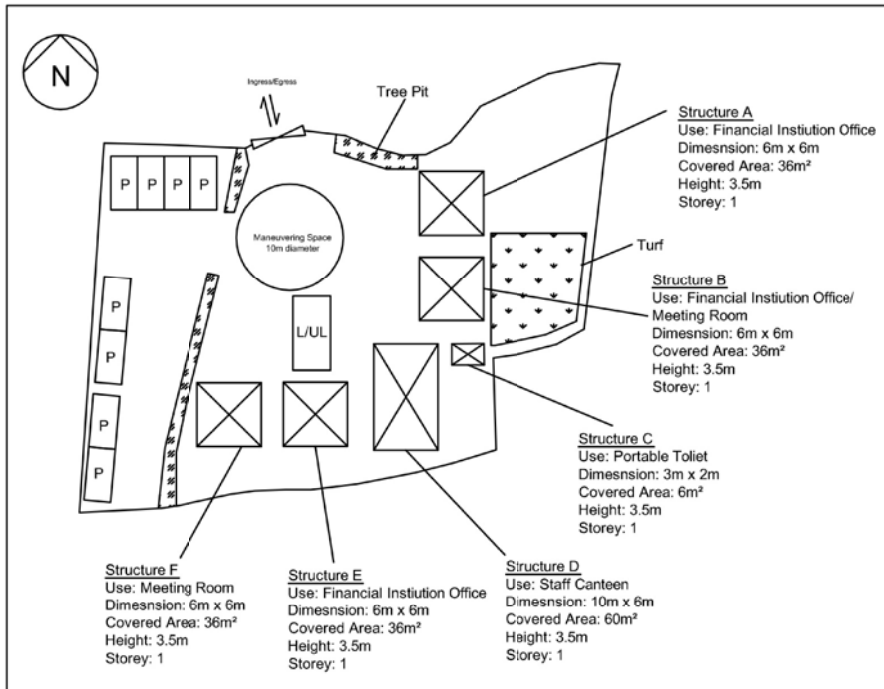 N
Ingress/Egress
Tree Pit
Structure A
Use: Financial Instiution Office
Dimesnsion: 6m x 6m
Covered Area: 36m²
Height: 3.5m
Storey: 1
P P P P
Maneuvering Space
10m diameter
Turf
Structure B
Use: Financial Instiution Office/
Meeting Room
Dimesnsion: 6m x 6m
Covered Area: 36m²
Height: 3.5m
Storey: 1
P
P
L/UL
P
P
Structure C
Use: Portable Toliet
Dimesnsion: 3m x 2m
Covered Area: 6m²
Height: 3.5m
Storey: 1
Structure F
Use: Meeting Room
Dimesnsion: 6m x 6m
Covered Area: 36m²
Height: 3.5m
Storey: 1
Structure E
Use: Financial Instiution Office
Dimesnsion: 6m x 6m
Covered Area: 36m²
Height: 3.5m
Storey: 1
Structure D
Use: Staff Canteen
Dimesnsion: 10m x 6m
Covered Area: 60m²
Height: 3.5m
Storey: 1